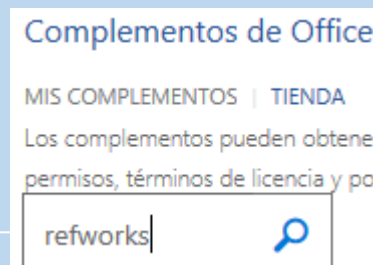 Complementos de Office
MIS COMPLEMENTOS | TIENDA
Los complementos pueden obtene
permisos, términos de licencia y po
refworks